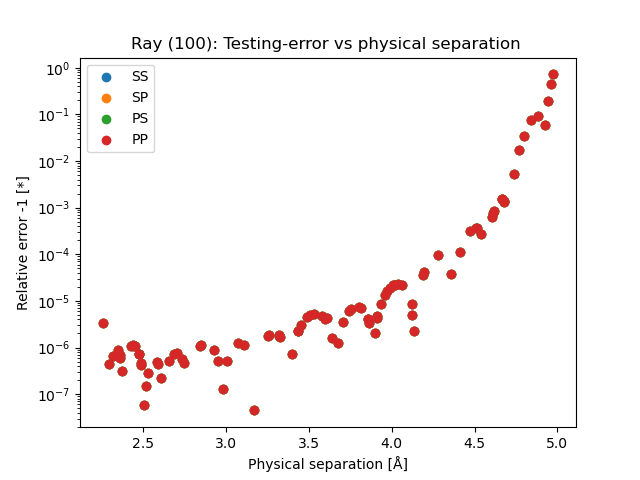 Ray (100): Testing-error vs physical separation
SS
SP
PS
PP
Relative error -1 [*]
10⁰
10⁻¹
10⁻²
10⁻³
10⁻⁴
10⁻⁵
10⁻⁶
10⁻⁷
2.5 3.0 3.5 4.0 4.5 5.0
Physical separation [Å]